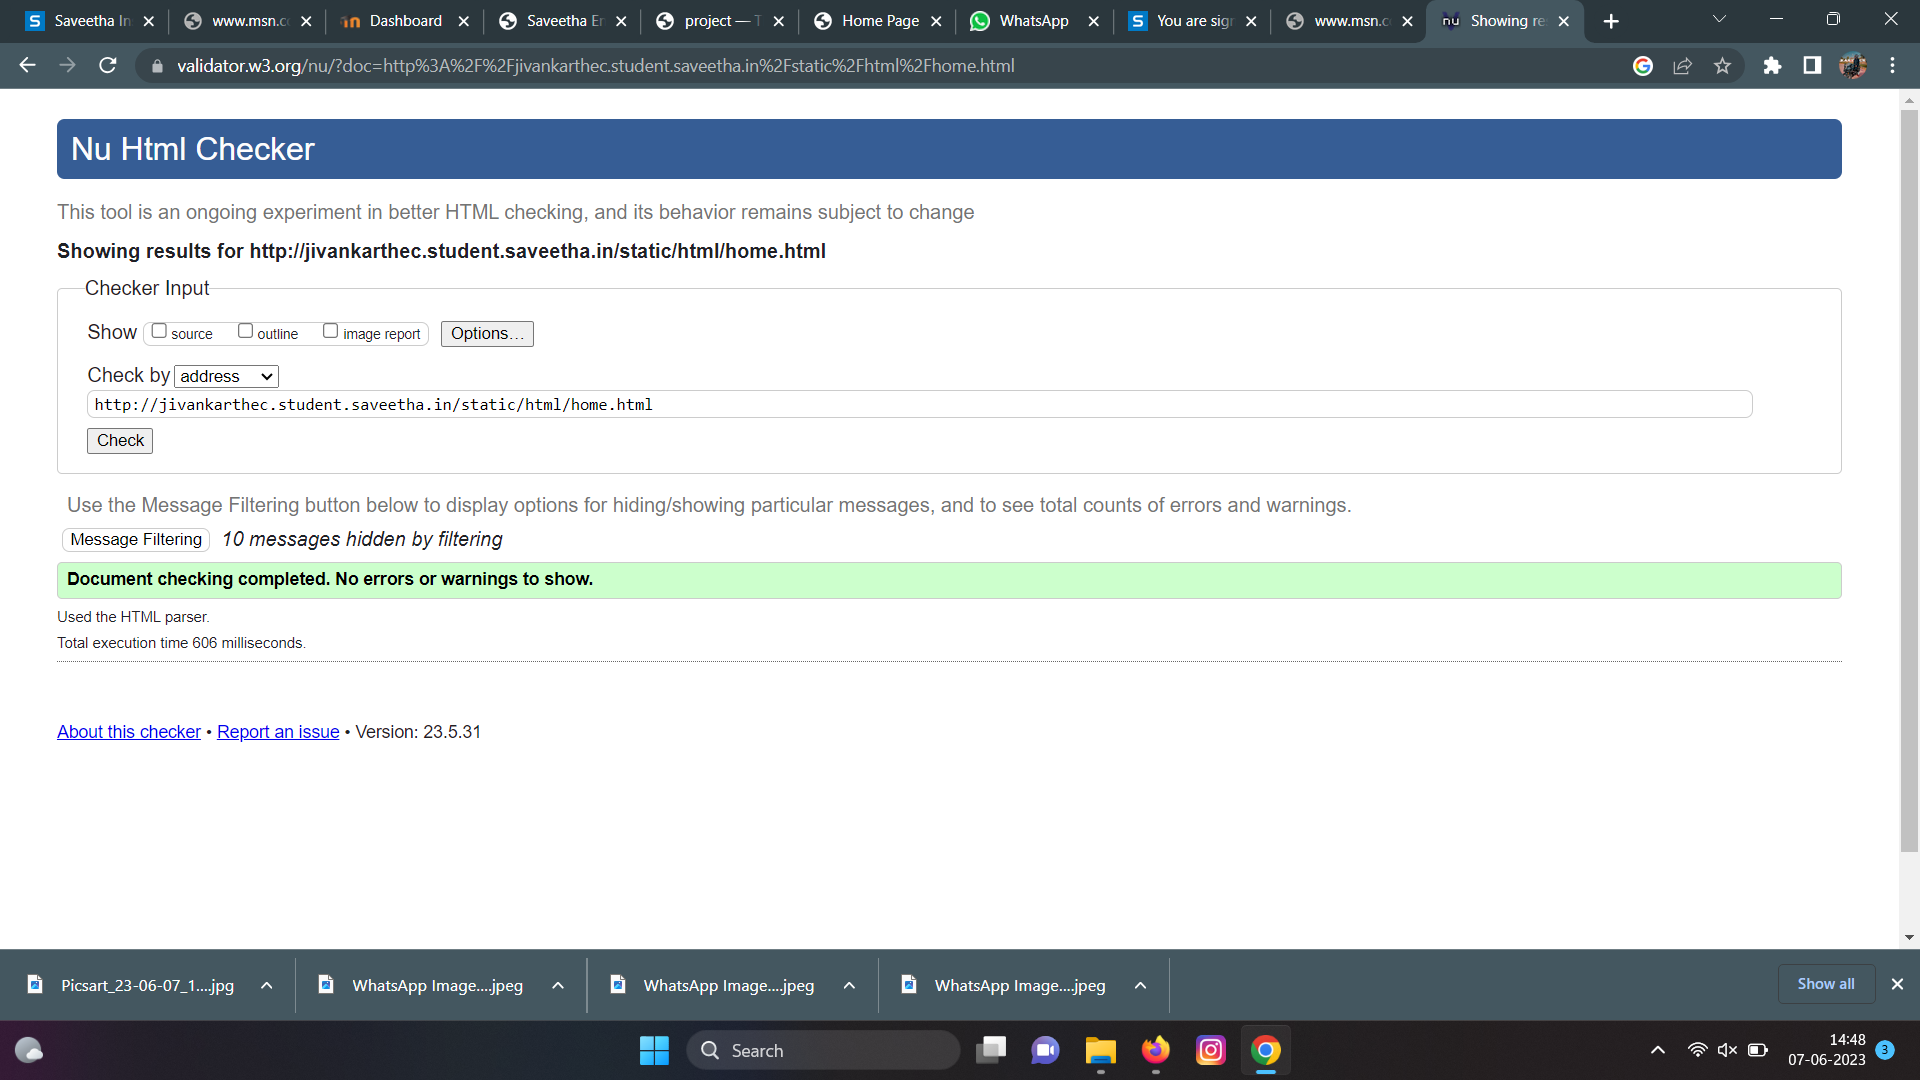 Saveetha In
www.msn.c
Dashboard
Saveetha En
project — T
Home Page
WhatsApp
You are sign
www.msn.c
Showing re
validator.w3.org/nu/?doc=http%3A%2F%2Fjivankarthec.student.saveetha.in%2Fstatic%2Fhtml%2Fhome.html
Nu Html Checker
This tool is an ongoing experiment in better HTML checking, and its behavior remains subject to change
Showing results for http://jivankarthec.student.saveetha.in/static/html/home.html
Checker Input
Show source outline image report Options…
Check by address
http://jivankarthec.student.saveetha.in/static/html/home.html
Check
Use the Message Filtering button below to display options for hiding/showing particular messages, and to see total counts of errors and warnings.
Message Filtering 10 messages hidden by filtering
Document checking completed. No errors or warnings to show.
Used the HTML parser.
Total execution time 606 milliseconds.
About this checker • Report an issue • Version: 23.5.31
Picsart_23-06-07_1....jpg
WhatsApp Image....jpeg
WhatsApp Image....jpeg
WhatsApp Image....jpeg
Show all
Search
14:48
07-06-2023
3